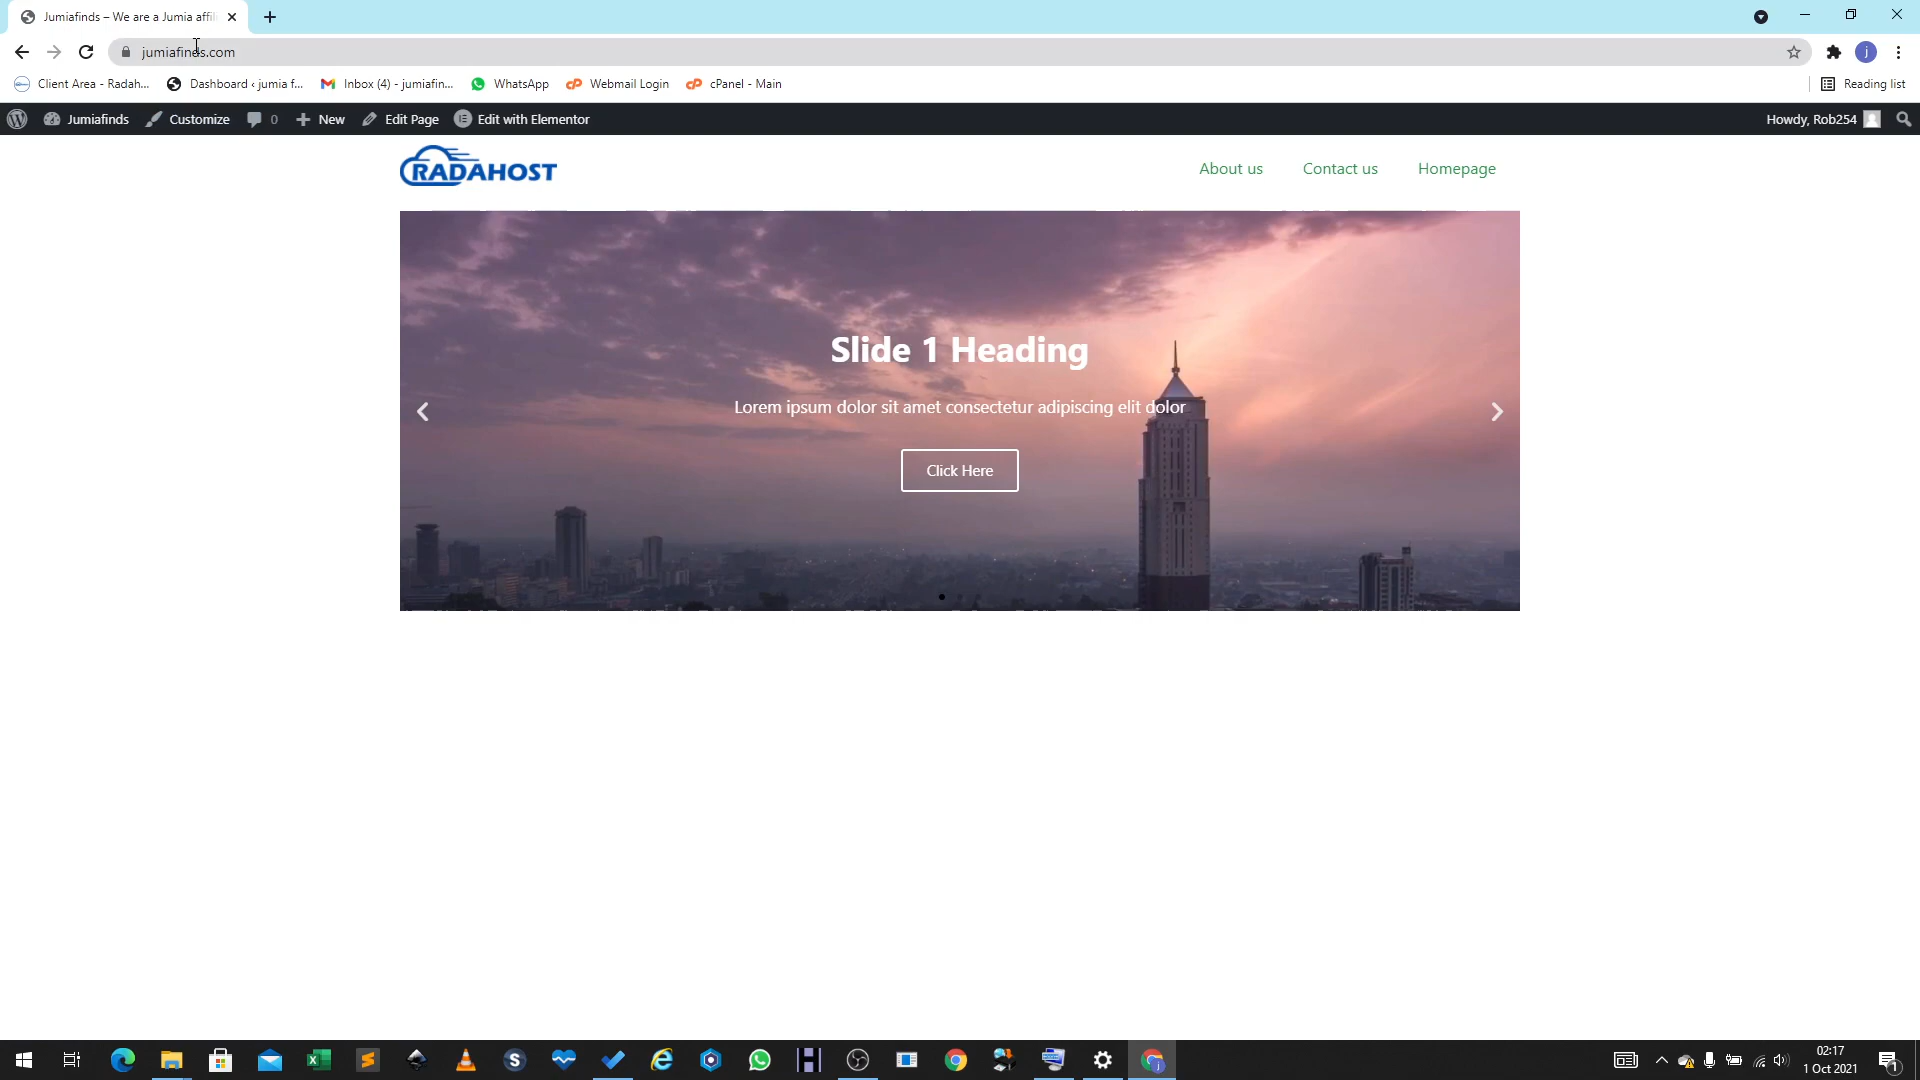 Jumiafinds – We are a Jumia affili
jumiafinds.com
Client Area - Radah...
Dashboard ‹ jumia f...
Inbox (4) - jumiafin...
WhatsApp
Webmail Login
cPanel - Main
Reading list
Jumiafinds
Customize
0
New
Edit Page
Edit with Elementor
Howdy, Rob254
RADAHOST
About us
Contact us
Homepage
Slide 1 Heading
Lorem ipsum dolor sit amet consectetur adipiscing elit dolor
Click Here
02:17
1 Oct 2021